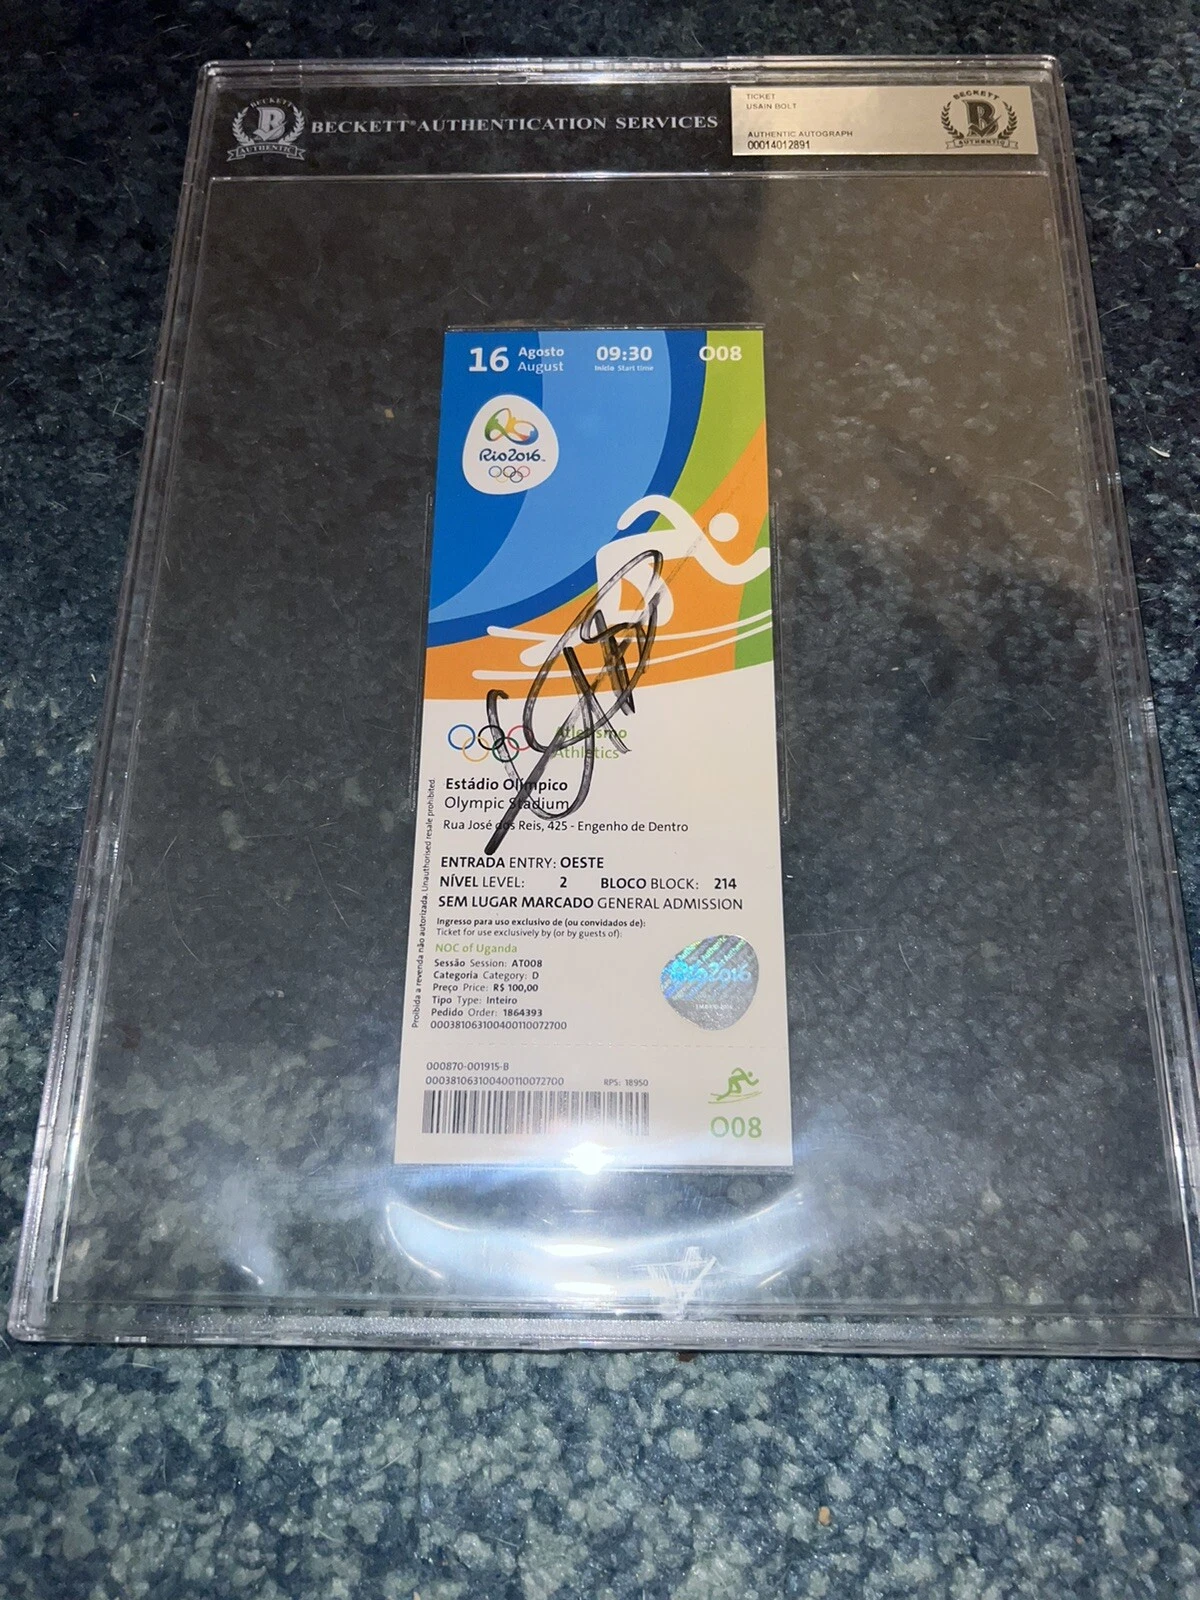 BECKETT
B
AUTHENTIC
BECKETT® AUTHENTICATION SERVICES
TICKET
USAIN BOLT
AUTHENTIC AUTOGRAPH
00014012891
BECKETT
B
AUTHENTIC
16 Agosto
August
09:30
Início Start time
O08
Rio2016
Atletismo
Athletics
Estádio Olímpico
Olympic Stadium
Rua José dos Reis, 425 - Engenho de Dentro
ENTRADA ENTRY: OESTE
NÍVEL LEVEL: 2 BLOCO BLOCK: 214
SEM LUGAR MARCADO GENERAL ADMISSION
Ingresso para uso exclusivo de (ou convidados de):
Ticket for use exclusively by (or by guests of):
NOC of Uganda
Sessão Session: AT008
Categoria Category: D
Preço Price: R$ 100,00
Tipo Type: Inteiro
Pedido Order: 1864393
000381063100400110072700
Proibida a revenda não autorizada. Unauthorised resale prohibited.
Rio2016
000870-001915-B
000381063100400110072700
RPS: 18950
O08